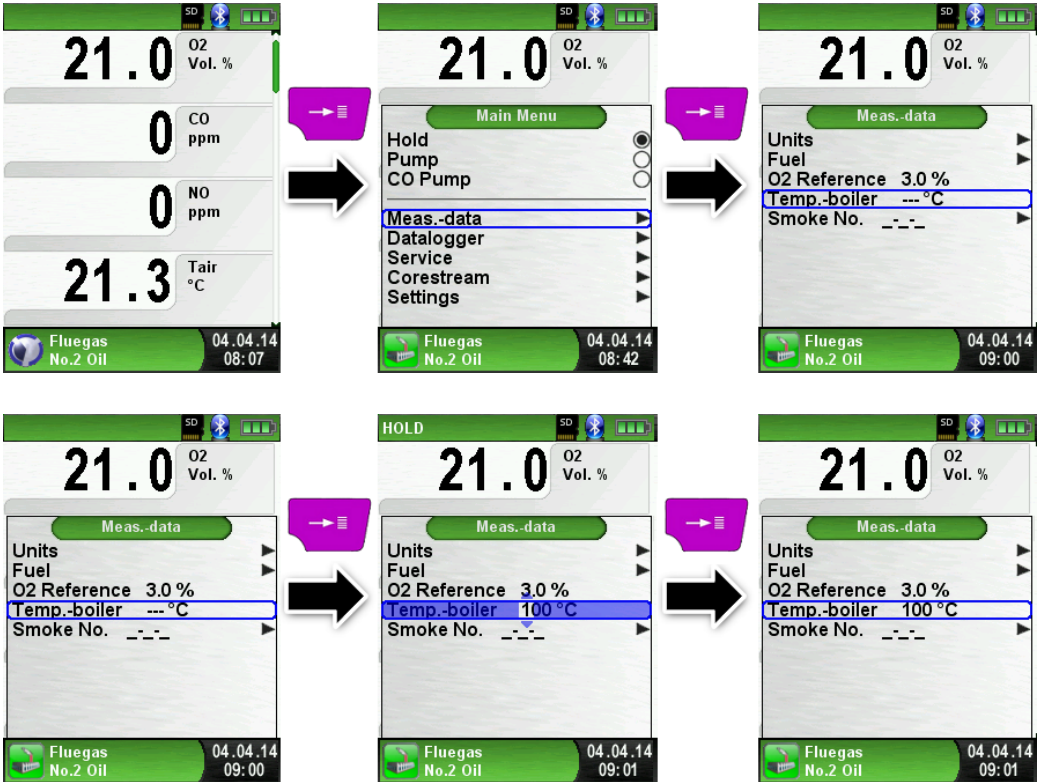 SD
21.0 O2 Vol. %
0 CO ppm
0 NO ppm
21.3 Tair °C
Fluegas 04.04.14
No.2 Oil 08:07
SD
21.0 O2 Vol. %
Main Menu
Hold
Pump
CO Pump
Meas.-data
Datalogger
Service
Corestream
Settings
Fluegas 04.04.14
No.2 Oil 08:42
SD
21.0 O2 Vol. %
Meas.-data
Units
Fuel
O2 Reference 3.0 %
Temp.-boiler --- °C
Smoke No. _-_-_
Fluegas 04.04.14
No.2 Oil 09:00
SD
21.0 O2 Vol. %
Meas.-data
Units
Fuel
O2 Reference 3.0 %
Temp.-boiler --- °C
Smoke No. _-_-_
Fluegas 04.04.14
No.2 Oil 09:00
HOLD SD
21.0 O2 Vol. %
Meas.-data
Units
Fuel
O2 Reference 3.0 %
Temp.-boiler 100 °C
Smoke No. _-_-_
Fluegas 04.04.14
No.2 Oil 09:01
SD
21.0 O2 Vol. %
Meas.-data
Units
Fuel
O2 Reference 3.0 %
Temp.-boiler 100 °C
Smoke No. _-_-_
Fluegas 04.04.14
No.2 Oil 09:01